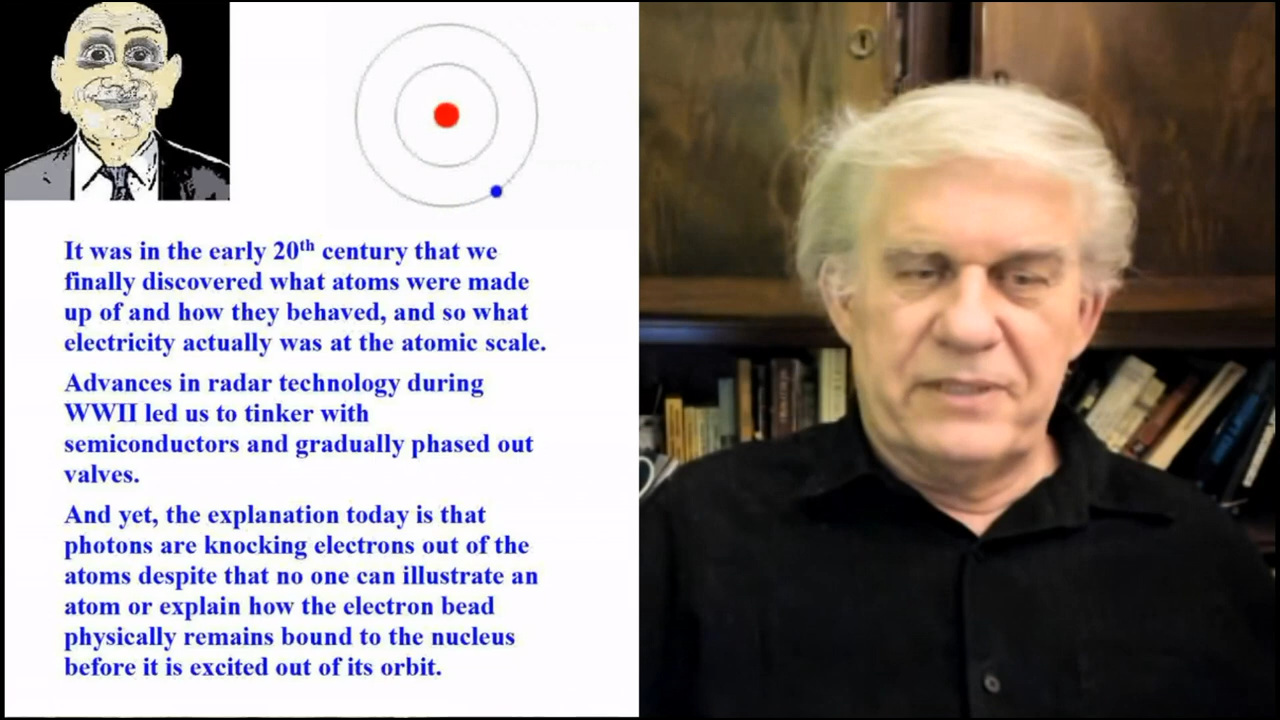 It was in the early 20th century that we
finally discovered what atoms were made
up of and how they behaved, and so what
electricity actually was at the atomic scale.
Advances in radar technology during
WWII led us to tinker with
semiconductors and gradually phased out
valves.
And yet, the explanation today is that
photons are knocking electrons out of the
atoms despite that no one can illustrate an
atom or explain how the electron bead
physically remains bound to the nucleus
before it is excited out of its orbit.